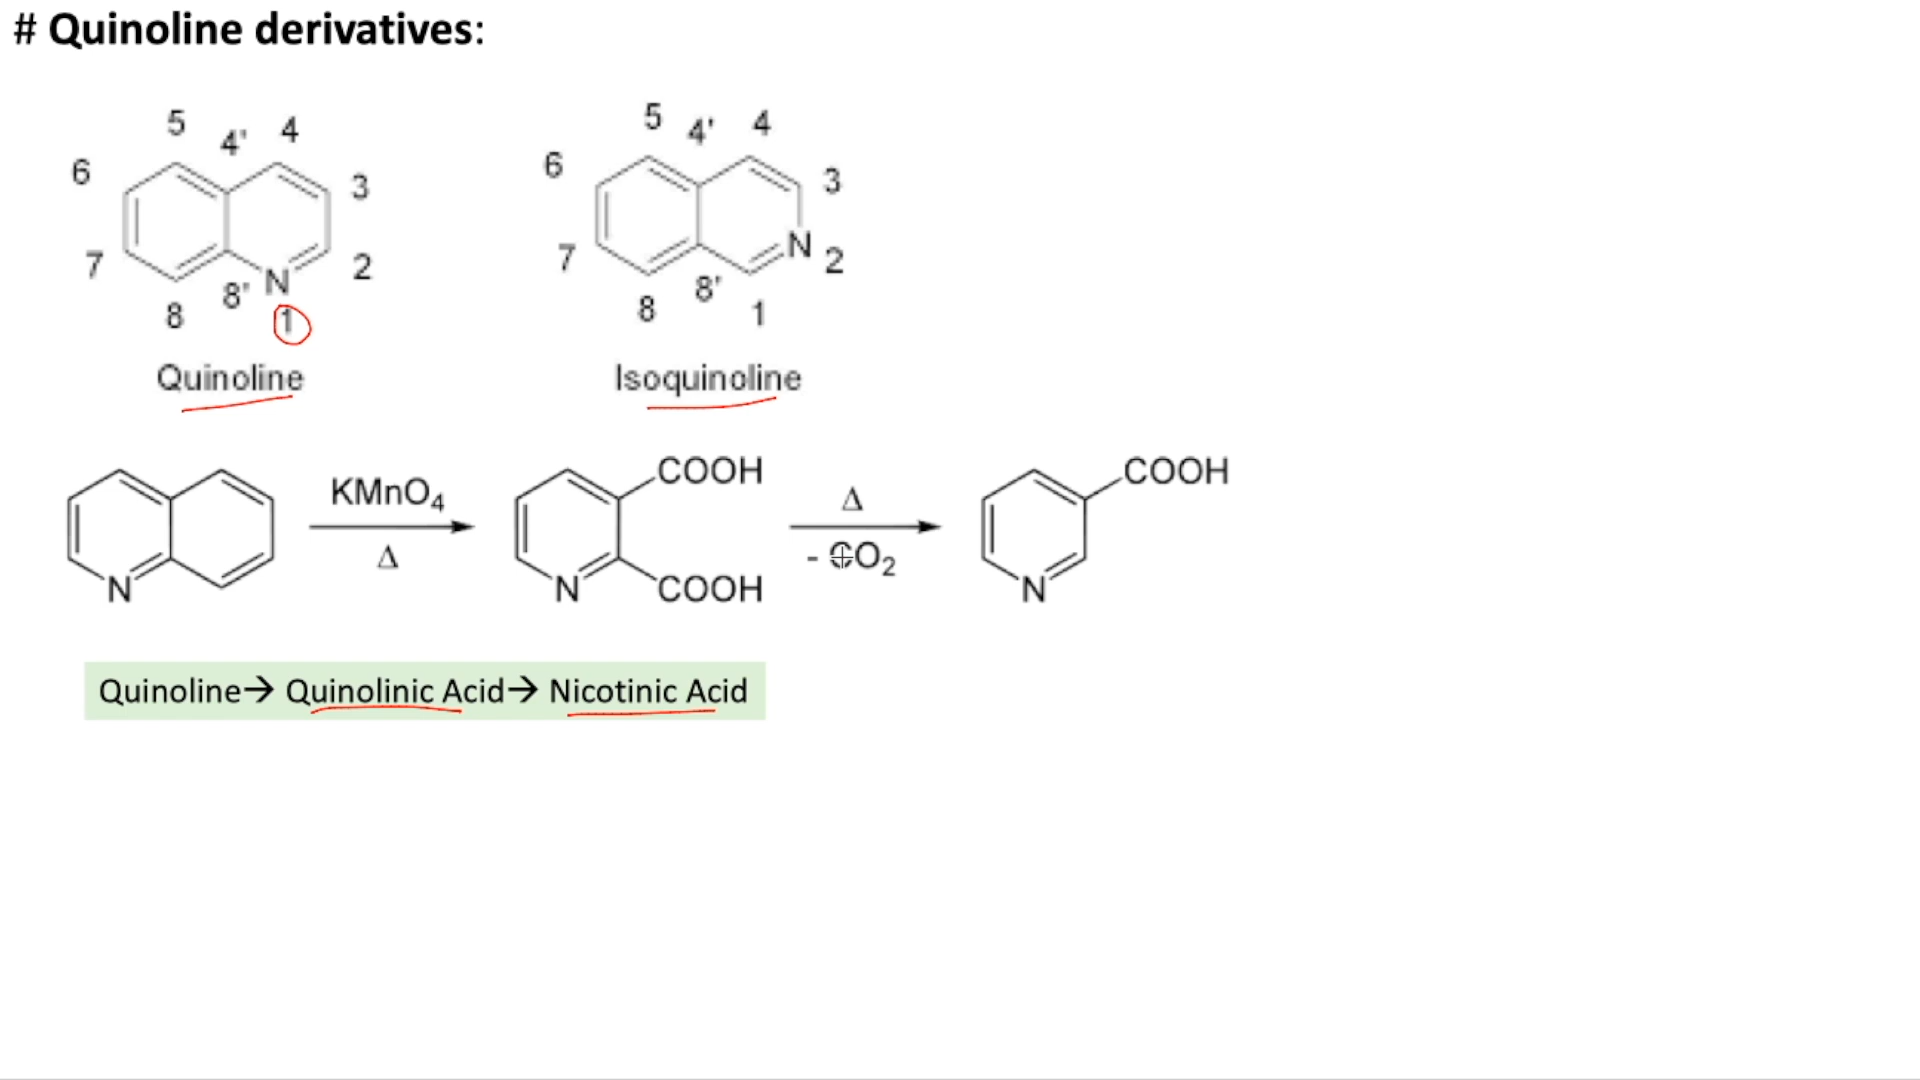 # Quinoline derivatives:
5 4' 4
6 3
7 2
8 8' N
1
Quinoline
5 4' 4
6 3
7 N 2
8 8' 1
Isoquinoline
N
KMnO4
Δ
COOH
N COOH
Δ
- CO2
COOH
N
Quinoline→ Quinolinic Acid→ Nicotinic Acid